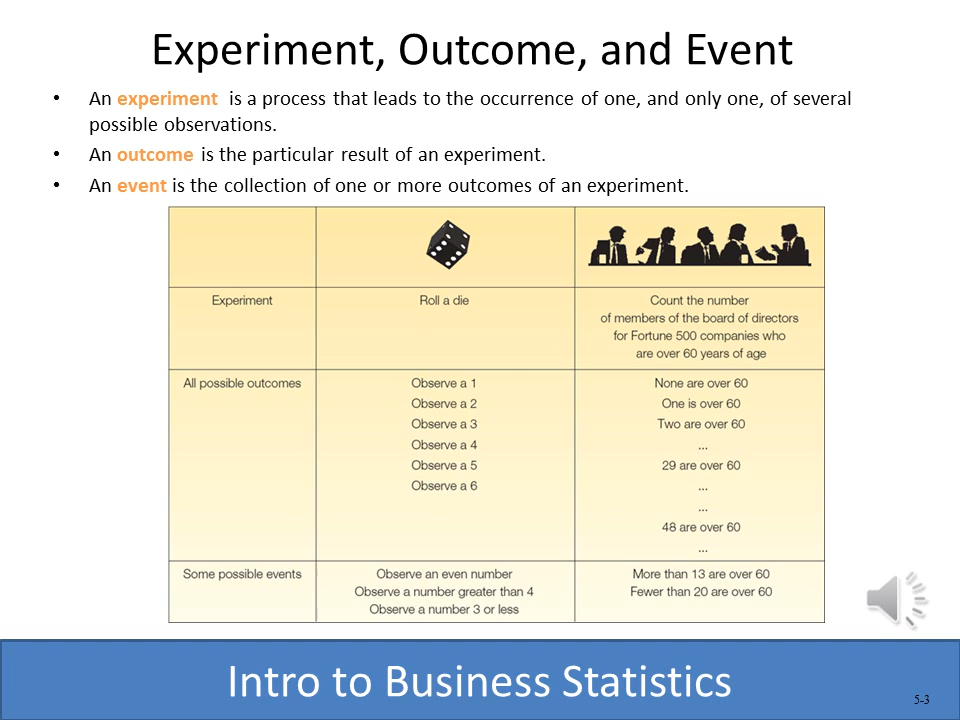 Experiment, Outcome, and Event
• An experiment is a process that leads to the occurrence of one, and only one, of several
possible observations.
• An outcome is the particular result of an experiment.
• An event is the collection of one or more outcomes of an experiment.
Experiment
Roll a die
Count the number
of members of the board of directors
for Fortune 500 companies who
are over 60 years of age
All possible outcomes
Observe a 1
Observe a 2
Observe a 3
Observe a 4
Observe a 5
Observe a 6
None are over 60
One is over 60
Two are over 60
...
29 are over 60
...
...
48 are over 60
...
Some possible events
Observe an even number
Observe a number greater than 4
Observe a number 3 or less
More than 13 are over 60
Fewer than 20 are over 60
Intro to Business Statistics
5-3